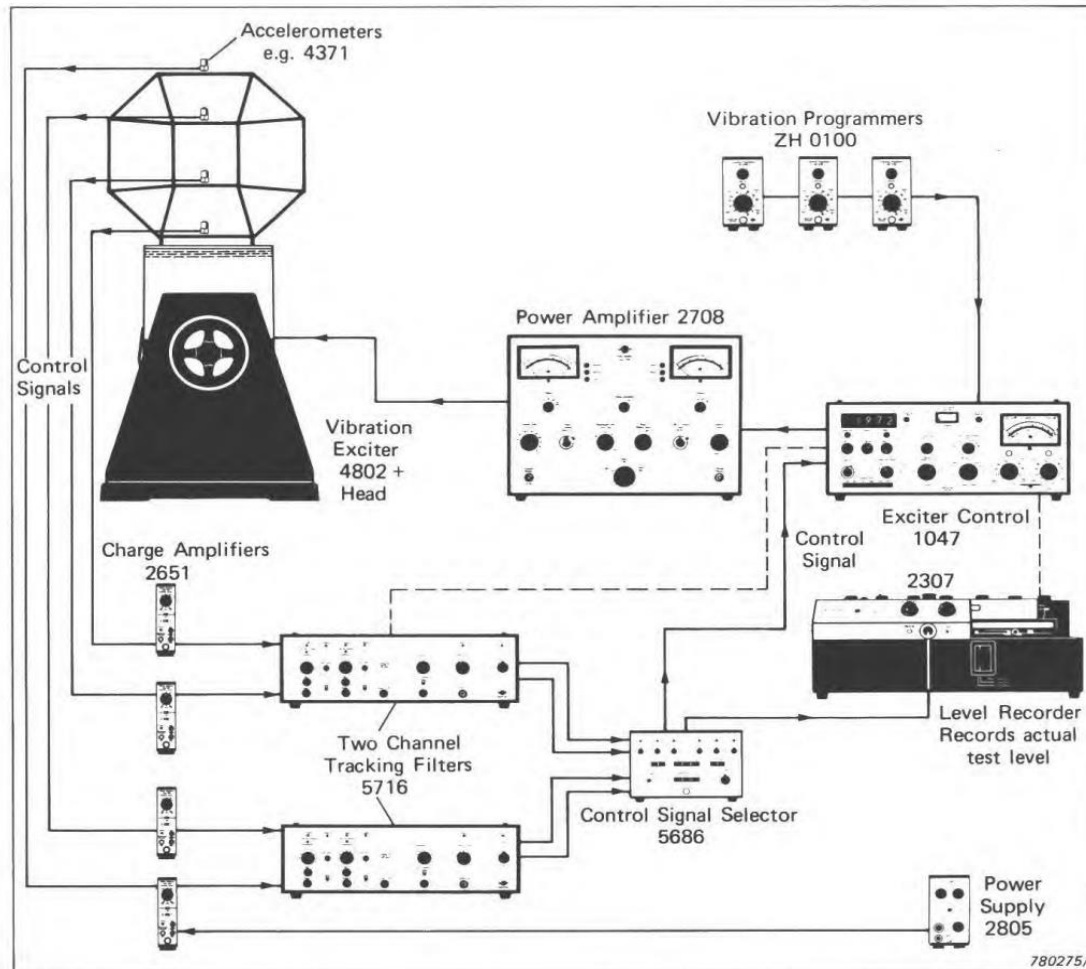 Accelerometers
e.g. 4371
Vibration Programmers
ZH 0100
Power Amplifier 2708
Control
Signals
Vibration
Exciter
4802 +
Head
1972
Exciter Control
1047
Charge Amplifiers
2651
Control
Signal
2307
Two Channel
Tracking Filters
5716
Level Recorder
Records actual
test level
Control Signal Selector
5686
Power
Supply
2805
780275/